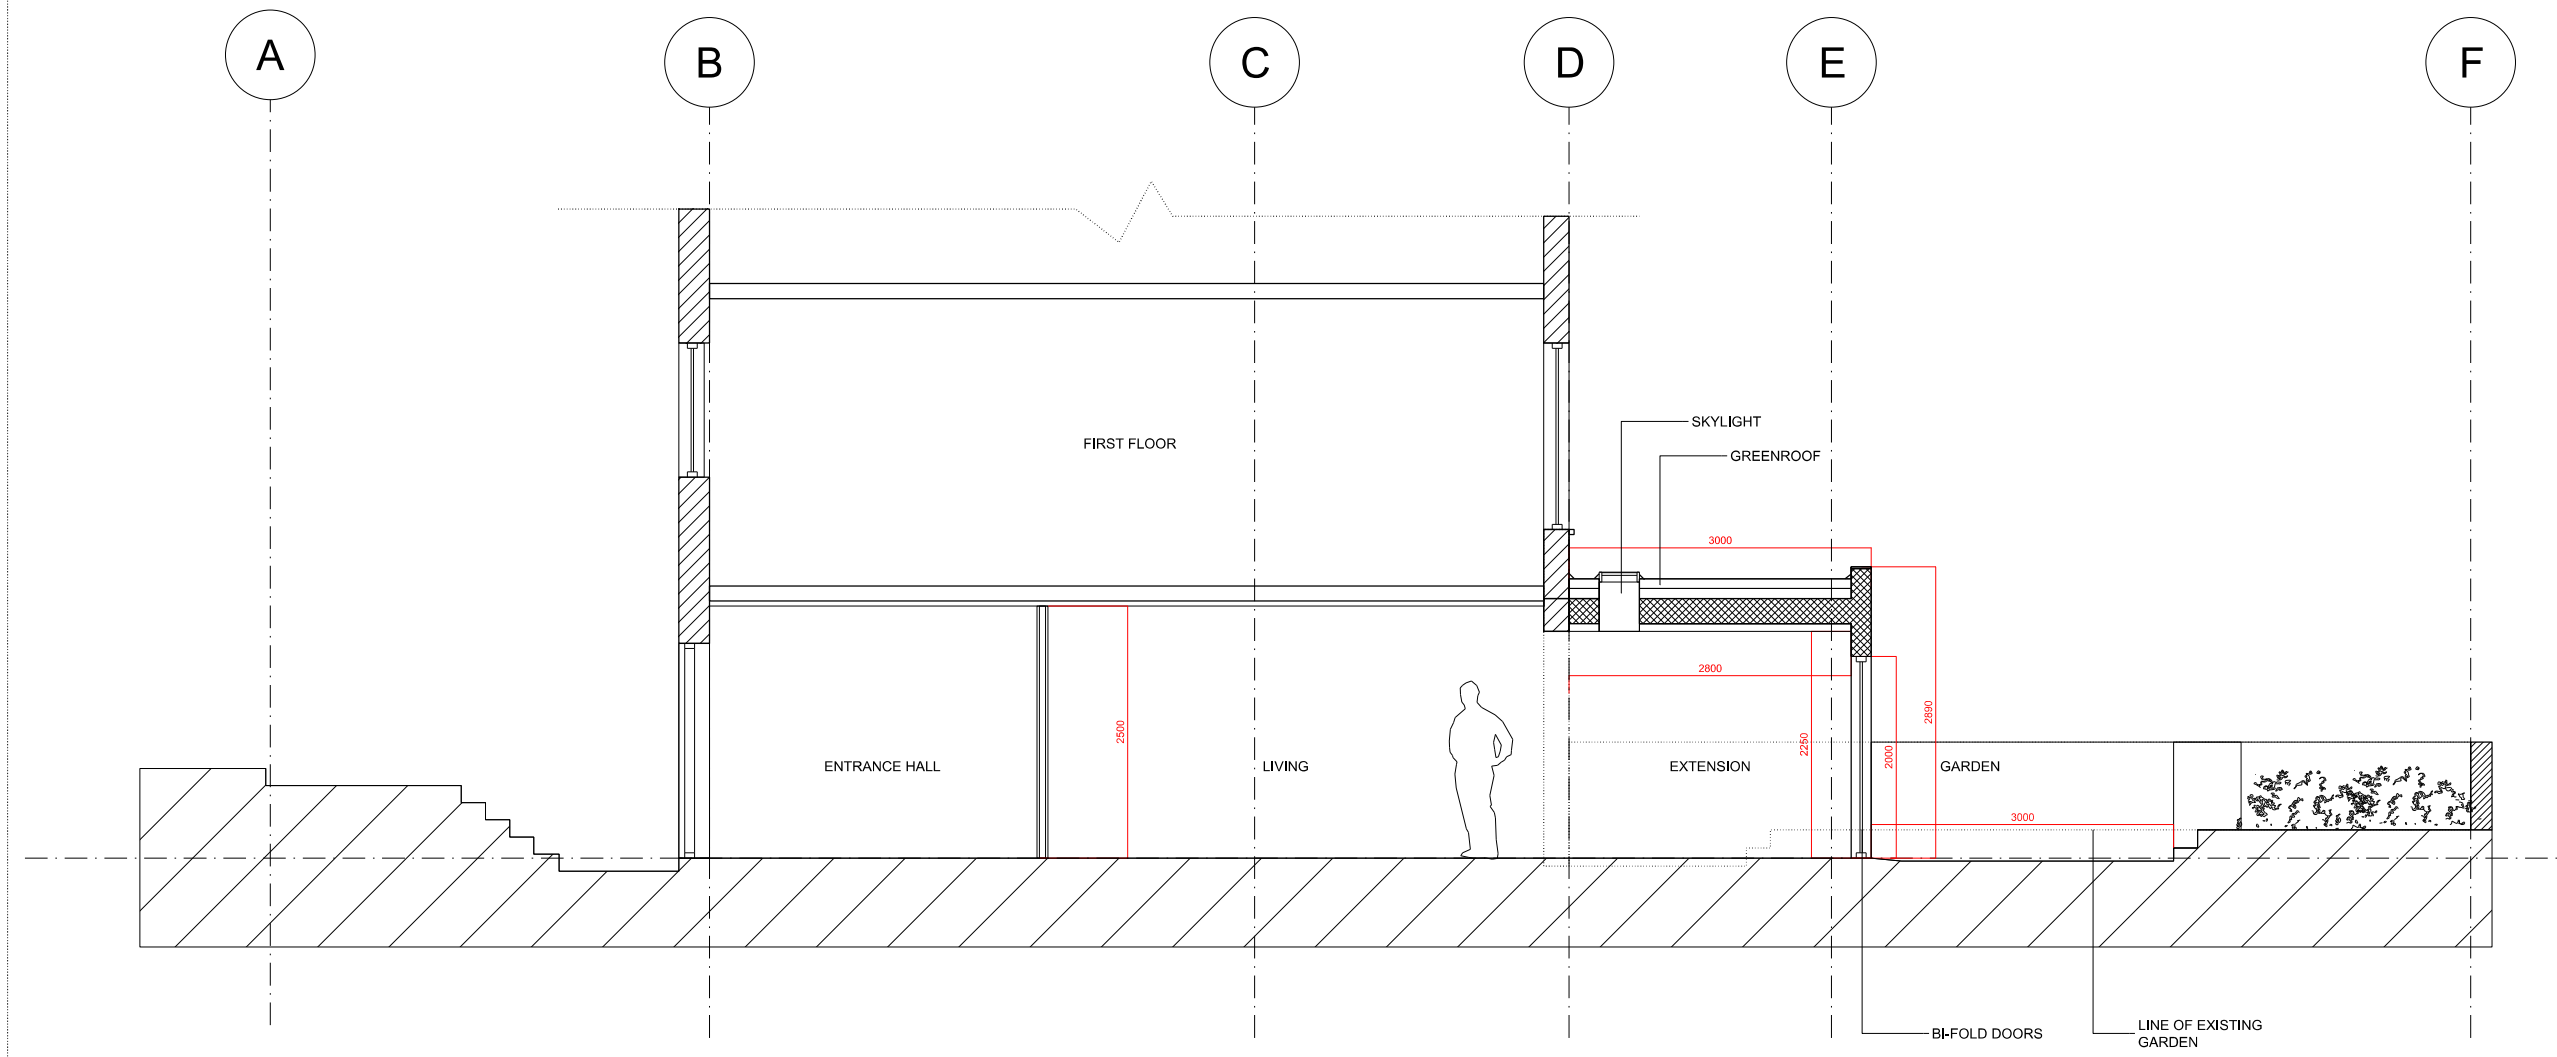 A
B
C
D
E
F
SKYLIGHT
FIRST FLOOR
GREENROOF
3000
2800
2890
2500
2250
2000
ENTRANCE HALL
LIVING
EXTENSION
GARDEN
3000
BI-FOLD DOORS
LINE OF EXISTING
GARDEN